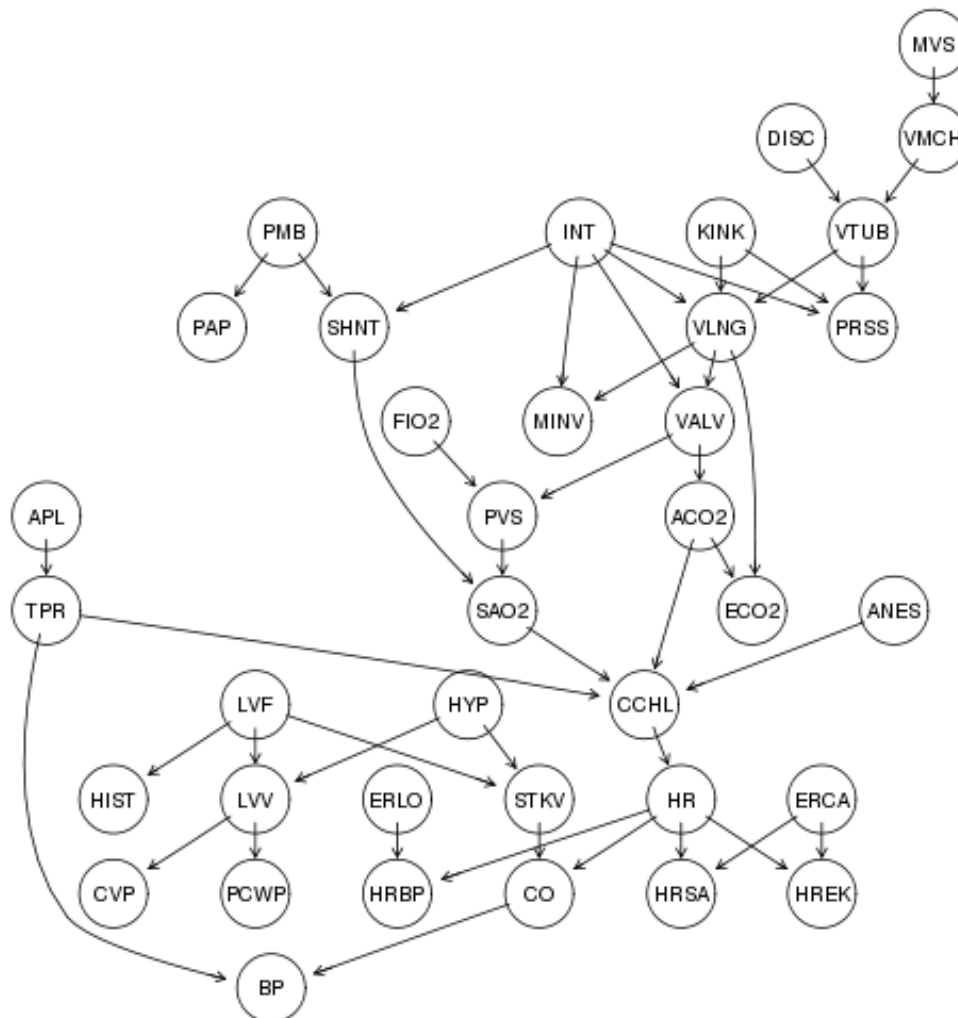 MVS
DISC
VMCH
PMB
INT
KINK
VTUB
PAP
SHNT
VLNG
PRSS
FIO2
MINV
VALV
APL
PVS
ACO2
TPR
SAO2
ECO2
ANES
LVF
HYP
CCHL
HIST
LVV
ERLO
STKV
HR
ERCA
CVP
PCWP
HRBP
CO
HRSA
HREK
BP